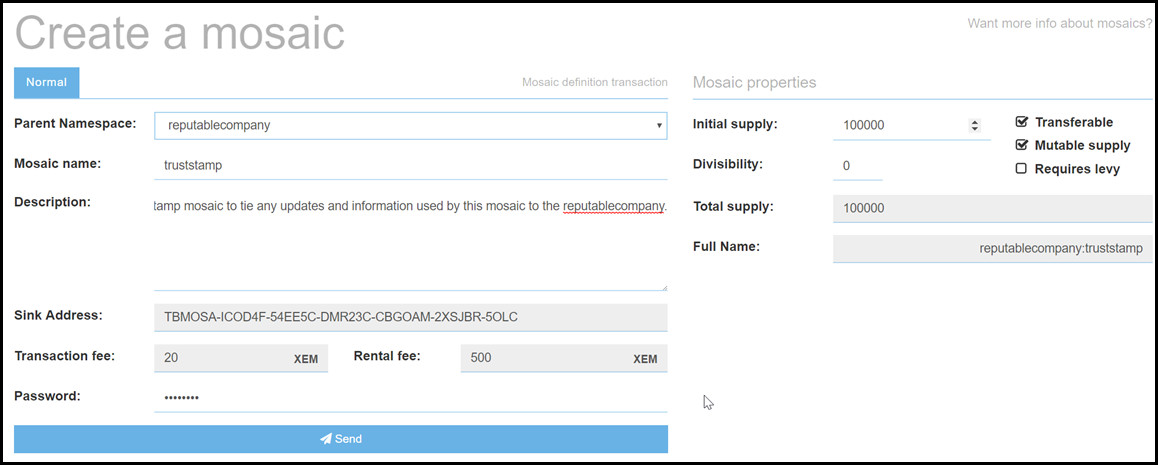 Create a mosaic
Want more info about mosaics?
Normal
Mosaic definition transaction
Parent Namespace:
reputablecompany
Mosaic name:
truststamp
Description:
tamp mosaic to tie any updates and information used by this mosaic to the reputablecompany.
Sink Address:
TBMOSA-ICOD4F-54EE5C-DMR23C-CBGOAM-2XSJBR-5OLC
Transaction fee:
20
XEM
Rental fee:
500
XEM
Password:
••••••••
Send
Mosaic properties
Initial supply:
100000
Transferable
Mutable supply
Requires levy
Divisibility:
0
Total supply:
100000
Full Name:
reputablecompany:truststamp